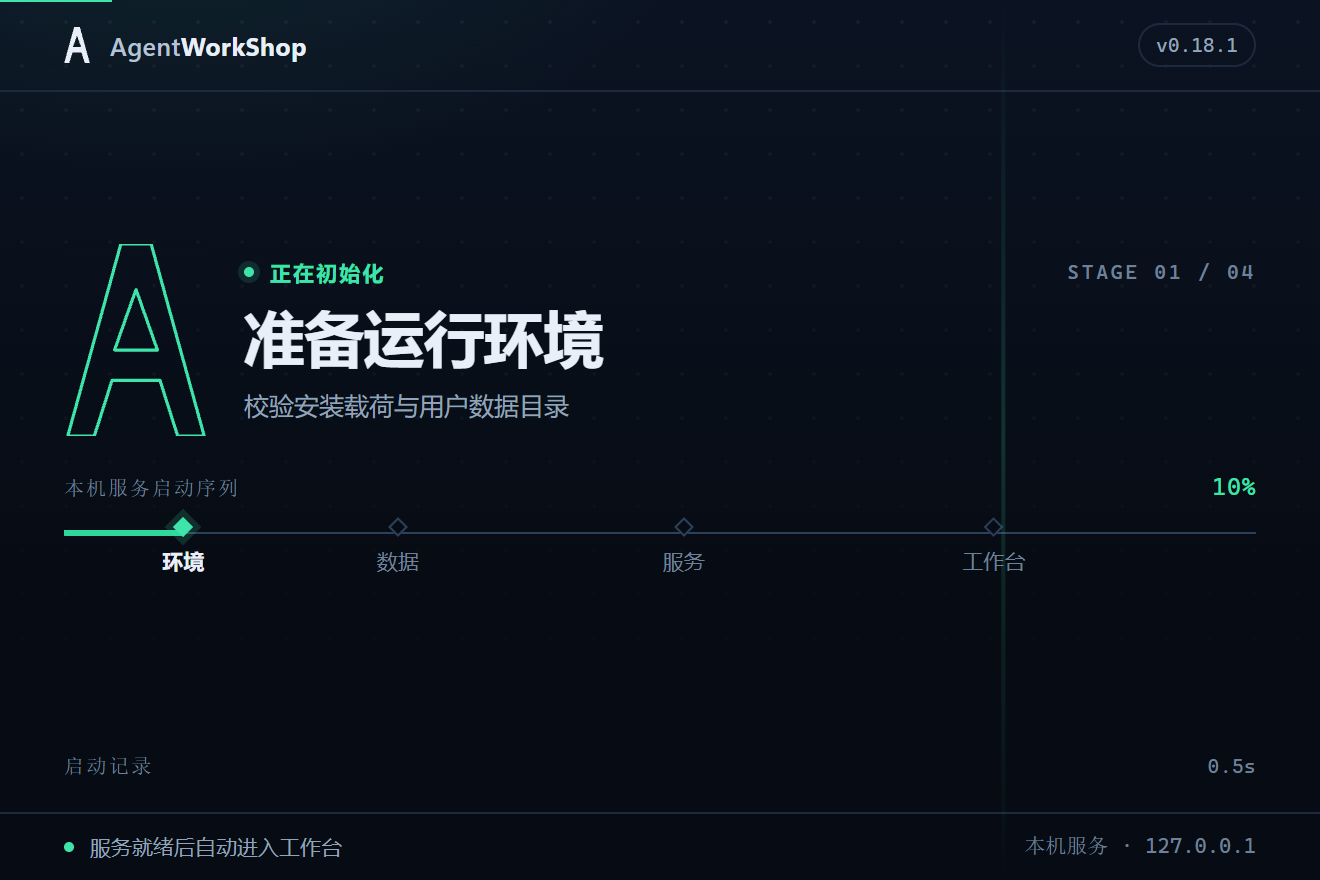 AgentWorkShop
v0.18.1
正在初始化
STAGE 01 / 04
准备运行环境
校验安装载荷与用户数据目录
本机服务启动序列
10%
环境
数据
服务
工作台
启动记录
0.5s
服务就绪后自动进入工作台
本机服务 · 127.0.0.1